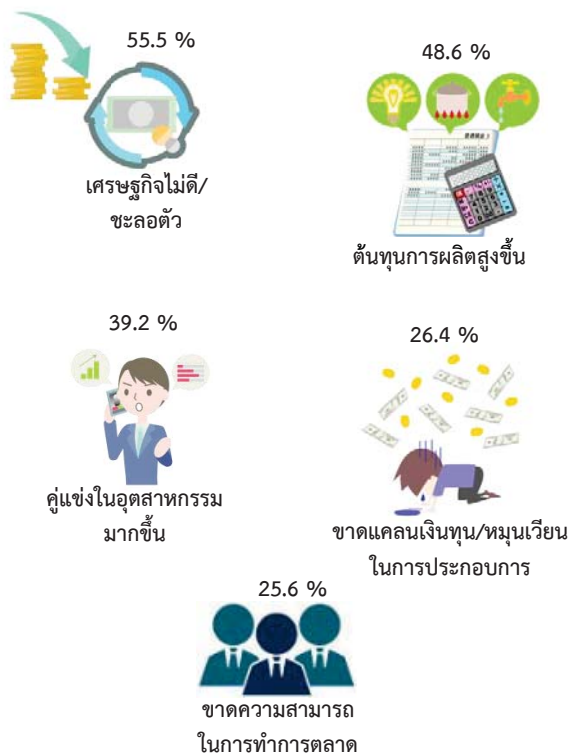 55.5 %
เศรษฐกิจไม่ดี/
ชะลอตัว
48.6 %
ต้นทุนการผลิตสูงขึ้น
39.2 %
คู่แข่งในอุตสาหกรรม
มากขึ้น
26.4 %
ขาดแคลนเงินทุน/หมุนเวียน
ในการประกอบการ
25.6 %
ขาดความสามารถ
ในการทำการตลาด